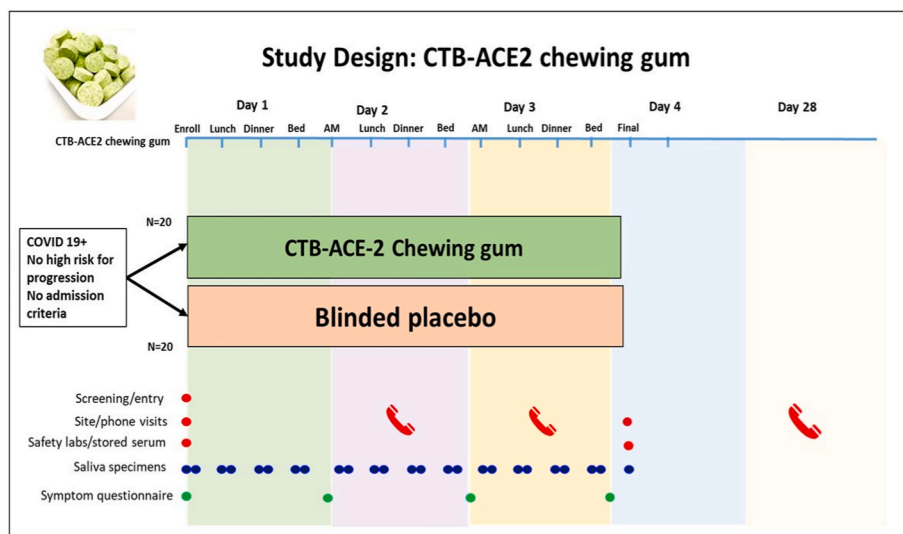 Study Design: CTB-ACE2 chewing gum
Day 1
Day 2
Day 3
Day 4
Day 28
Enroll Lunch Dinner Bed AM Lunch Dinner Bed AM Lunch Dinner Bed Final
CTB-ACE2 chewing gum
N=20
COVID 19+
No high risk for
progression
No admission
criteria
CTB-ACE-2 Chewing gum
Blinded placebo
N=20
Screening/entry
Site/phone visits
Safety labs/stored serum
Saliva specimens
Symptom questionnaire